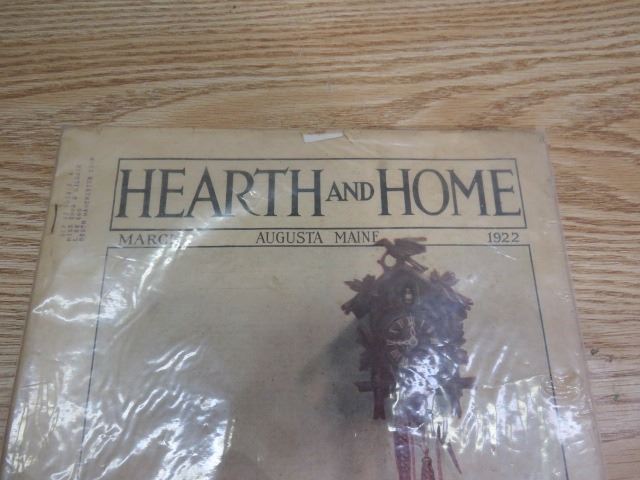 HEARTH AND HOME
MARCH AUGUSTA MAINE 1922